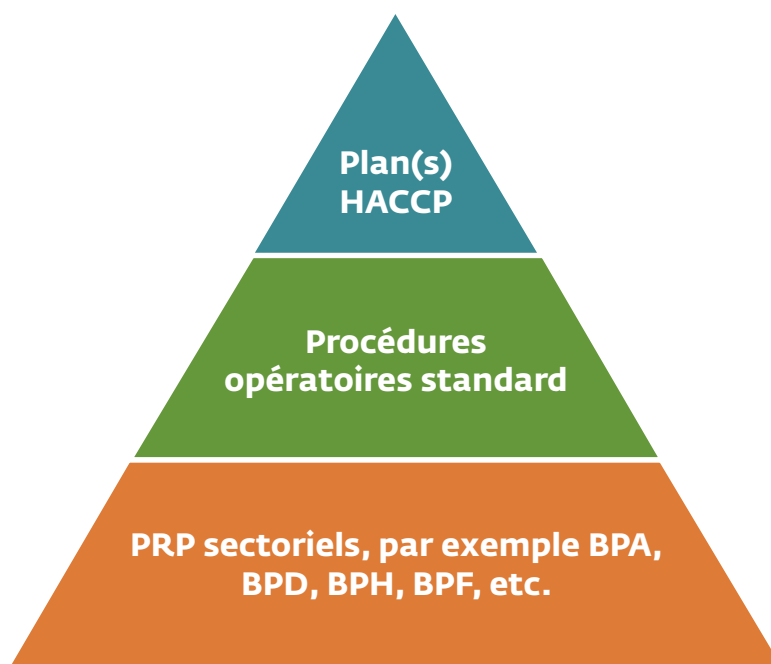 Plan(s)
HACCP
Procédures
opératoires standard
PRP sectoriels, par exemple BPA,
BPD, BPH, BPF, etc.